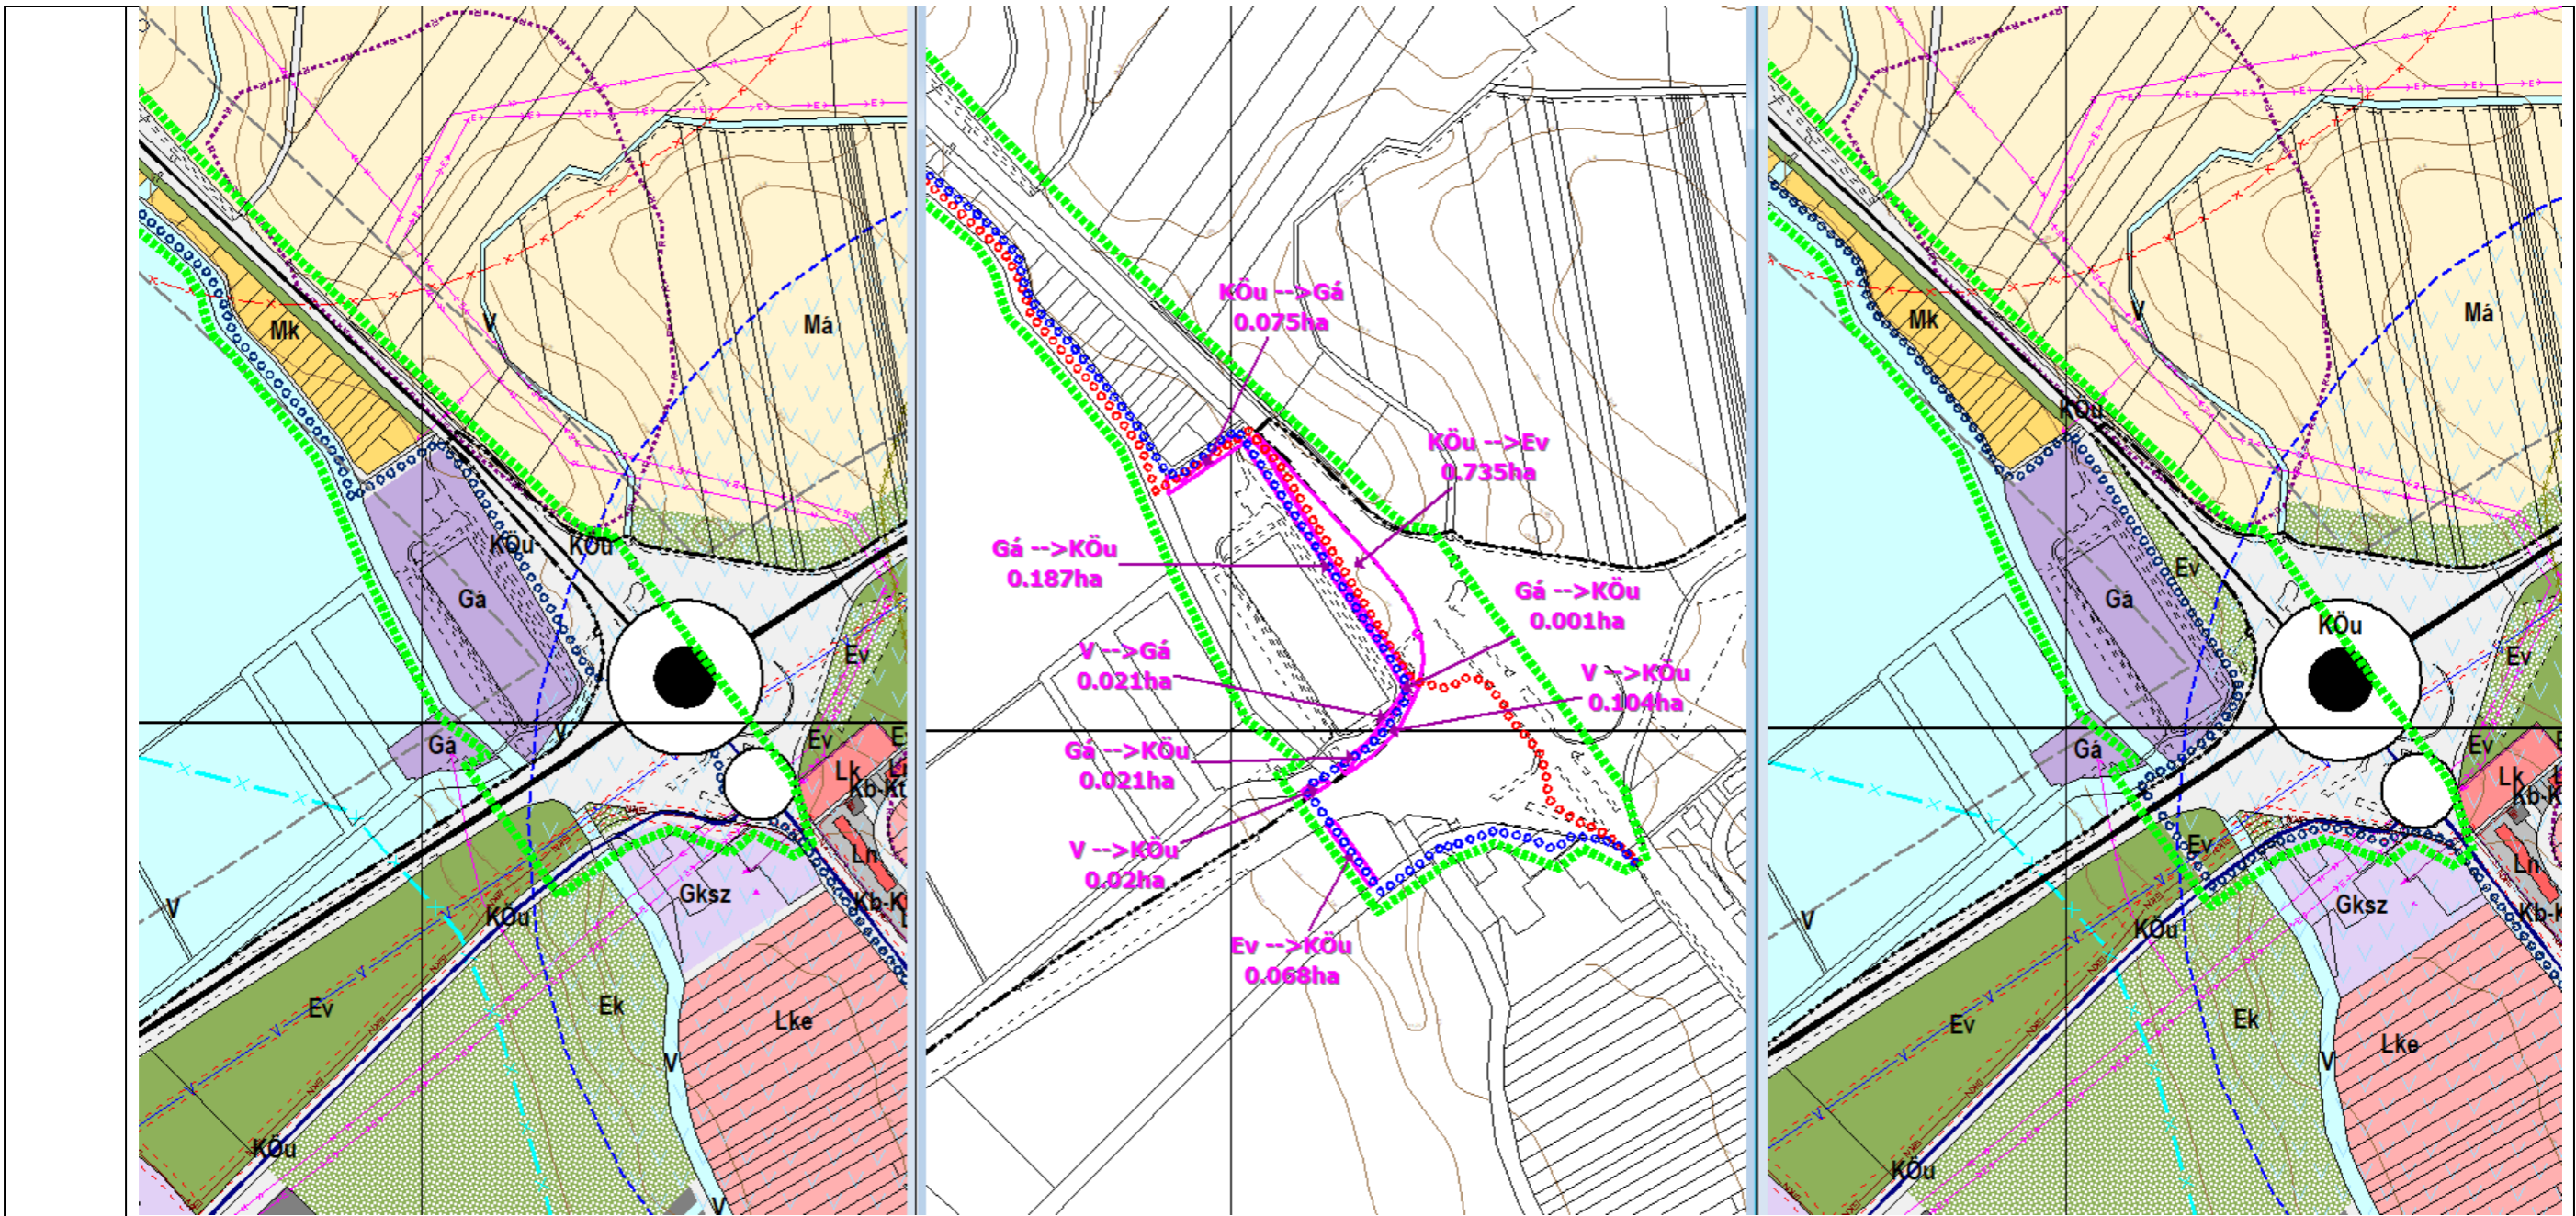 V
Má
Mk
KÖu
KÖu
Gá
Ev
V
Gá
Ev
Lk
Kb-Kt
Ln
Kb-K
Gksz
V
KÖu
Ev
Ek
Lke
V
KÖu
V
KÖu -->Gá
0.075ha
KÖu -->Ev
0.735ha
Gá -->KÖu
0.187ha
Gá -->KÖu
0.001ha
V -->Gá
0.021ha
V -->KÖu
0.104ha
Gá -->KÖu
0.021ha
V -->KÖu
0.02ha
Ev -->KÖu
0.068ha
V
Má
Mk
KÖu
Ev
Gá
KÖu
Ev
Gá
Ev
Lk
Kb-K
Ev
Ln
Gksz
Kb-K
V
KÖu
Ev
Ek
Lke
V
KÖu